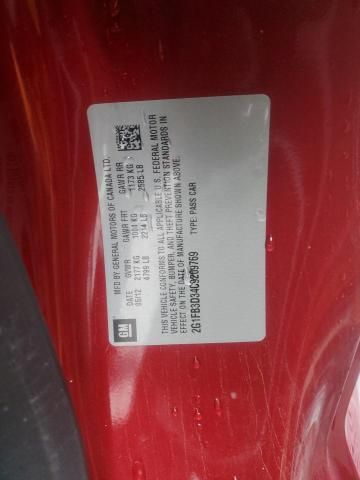 MFD BY GENERAL MOTORS OF CANADA LTD.
DATE GVWR GAWR FRT GAWR RR
06/12 2177 KG 1004 KG 1173 KG
4799 LB 2214 LB 2585 LB
THIS VEHICLE CONFORMS TO ALL APPLICABLE U.S. FEDERAL MOTOR
VEHICLE SAFETY, BUMPER, AND THEFT PREVENTION STANDARDS IN
EFFECT ON THE DATE OF MANUFACTURE SHOWN ABOVE.
2G1FB3D34C9209769 TYPE: PASS CAR
GM